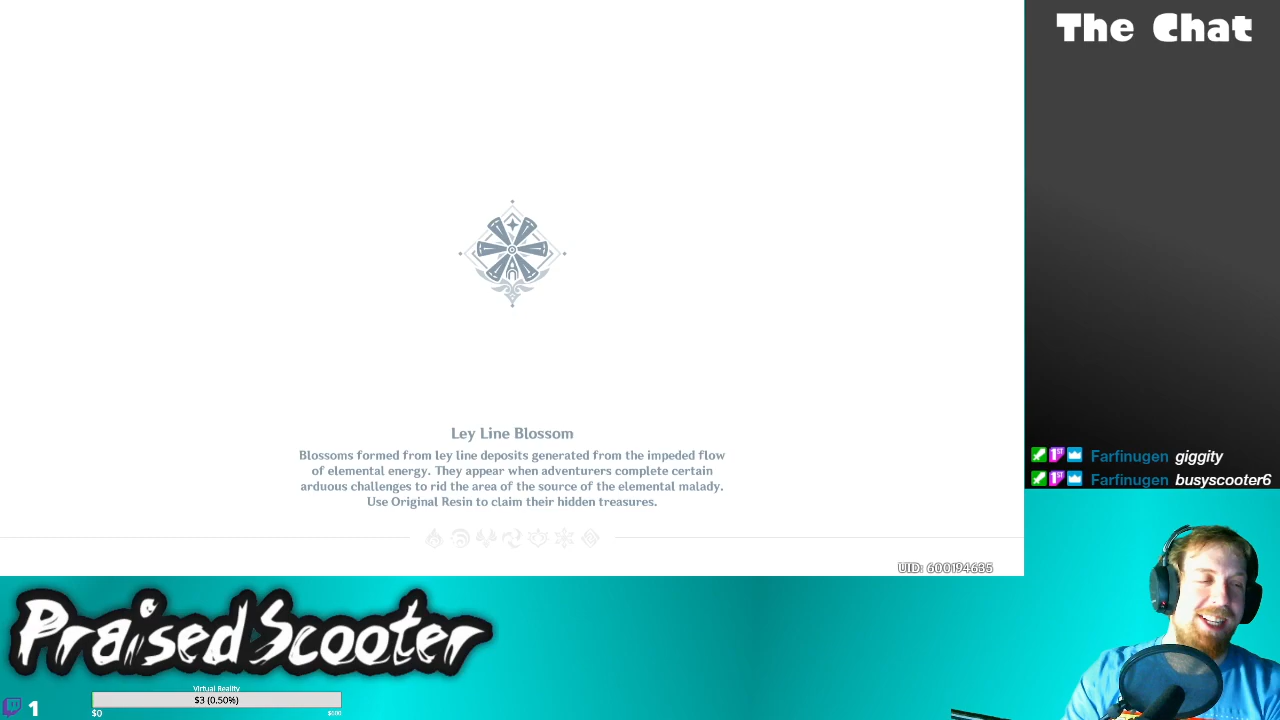 The Chat
Ley Line Blossom
Blossoms formed from ley line deposits generated from the impeded flow
of elemental energy. They appear when adventurers complete certain
arduous challenges to rid the area of the source of the elemental malady.
Use Original Resin to claim their hidden treasures.
UID: 600194635
Farfinugen giggity
Farfinugen busyscooter6
PraisedScooter
Virtual Reality
$3 (0.50%)
$0
1